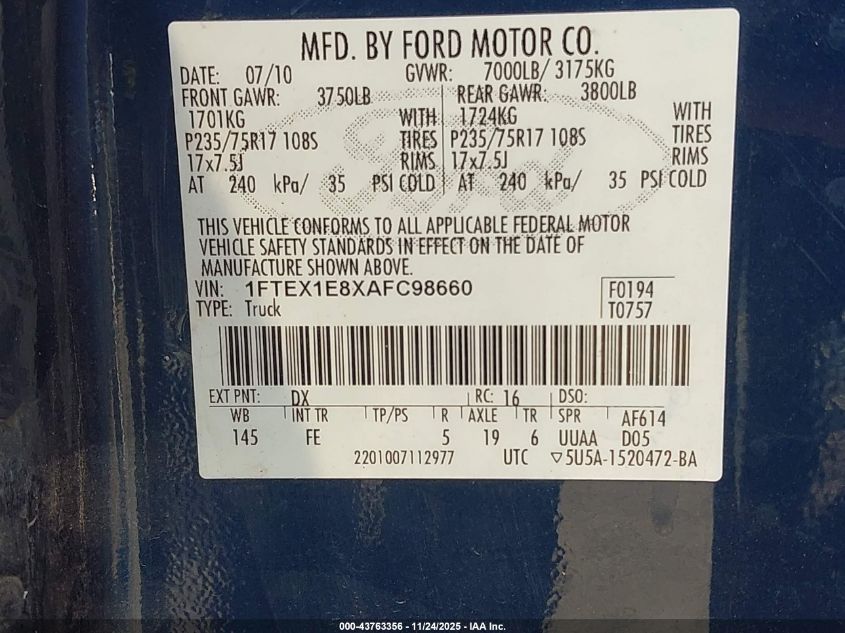 MFD. BY FORD MOTOR CO.
DATE: 07/10 GVWR: 7000LB/ 3175KG
FRONT GAWR: 3750LB REAR GAWR: 3800LB
1701KG WITH 1724KG WITH
P235/75R17 108S TIRES P235/75R17 108S TIRES
17x7.5J RIMS 17x7.5J RIMS
AT 240 kPa/ 35 PSI COLD AT 240 kPa/ 35 PSI COLD
THIS VEHICLE CONFORMS TO ALL APPLICABLE FEDERAL MOTOR
VEHICLE SAFETY STANDARDS IN EFFECT ON THE DATE OF
MANUFACTURE SHOWN ABOVE.
VIN: 1FTEX1E8XAFC98660 F0194
TYPE: Truck T0757
EXT PNT: DX RC: 16 DSO:
WB INT TR TP/PS R AXLE TR SPR AF614
145 FE 5 19 6 UUAA D05
2201007112977 UTC ▽5U5A-1520472-BA
000-43763356 - 11/24/2025 - IAA Inc.